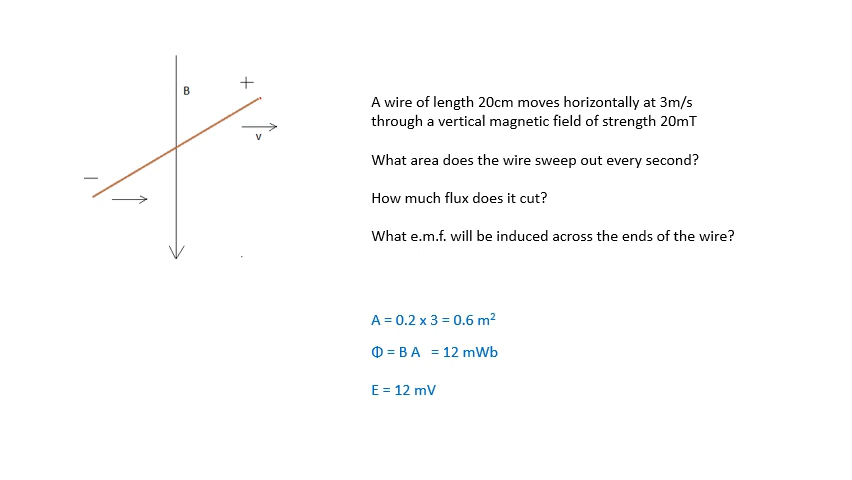 B
+
v
−
A wire of length 20cm moves horizontally at 3m/s
through a vertical magnetic field of strength 20mT
What area does the wire sweep out every second?
How much flux does it cut?
What e.m.f. will be induced across the ends of the wire?
A = 0.2 x 3 = 0.6 m²
Φ = B A = 12 mWb
E = 12 mV